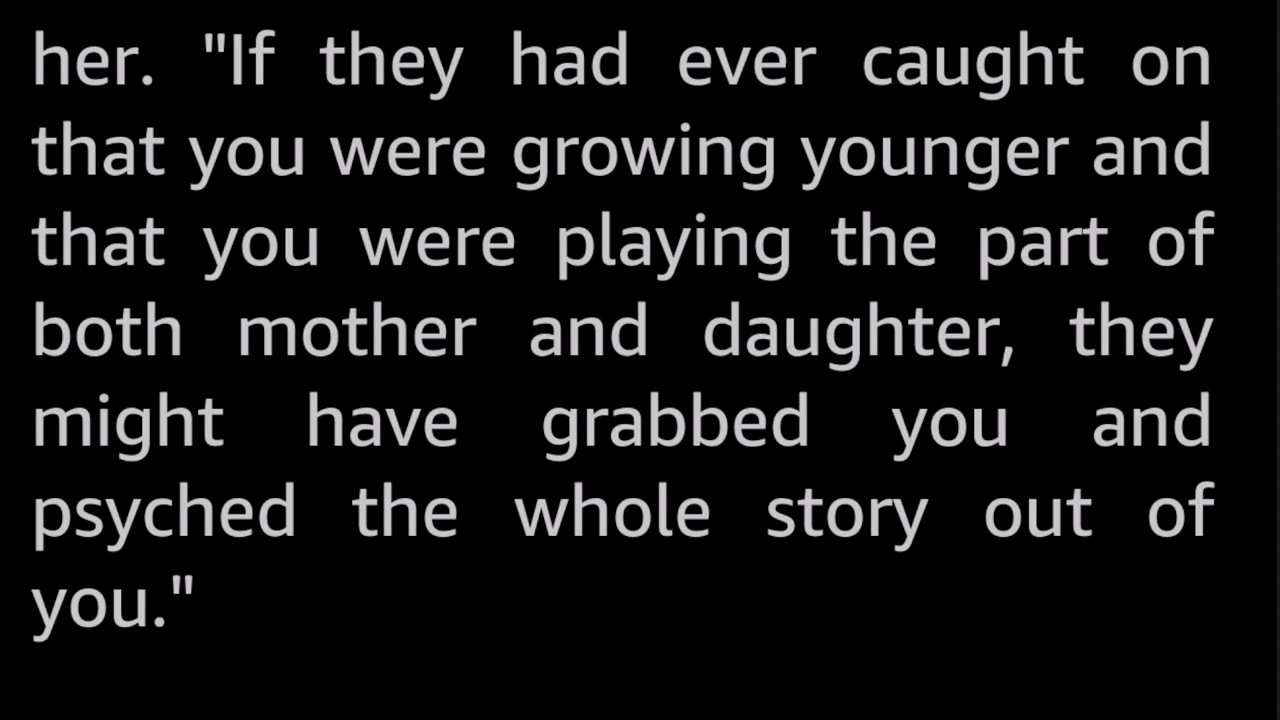 her. "If they had ever caught on
that you were growing younger and
that you were playing the part of
both mother and daughter, they
might have grabbed you and
psyched the whole story out of
you."